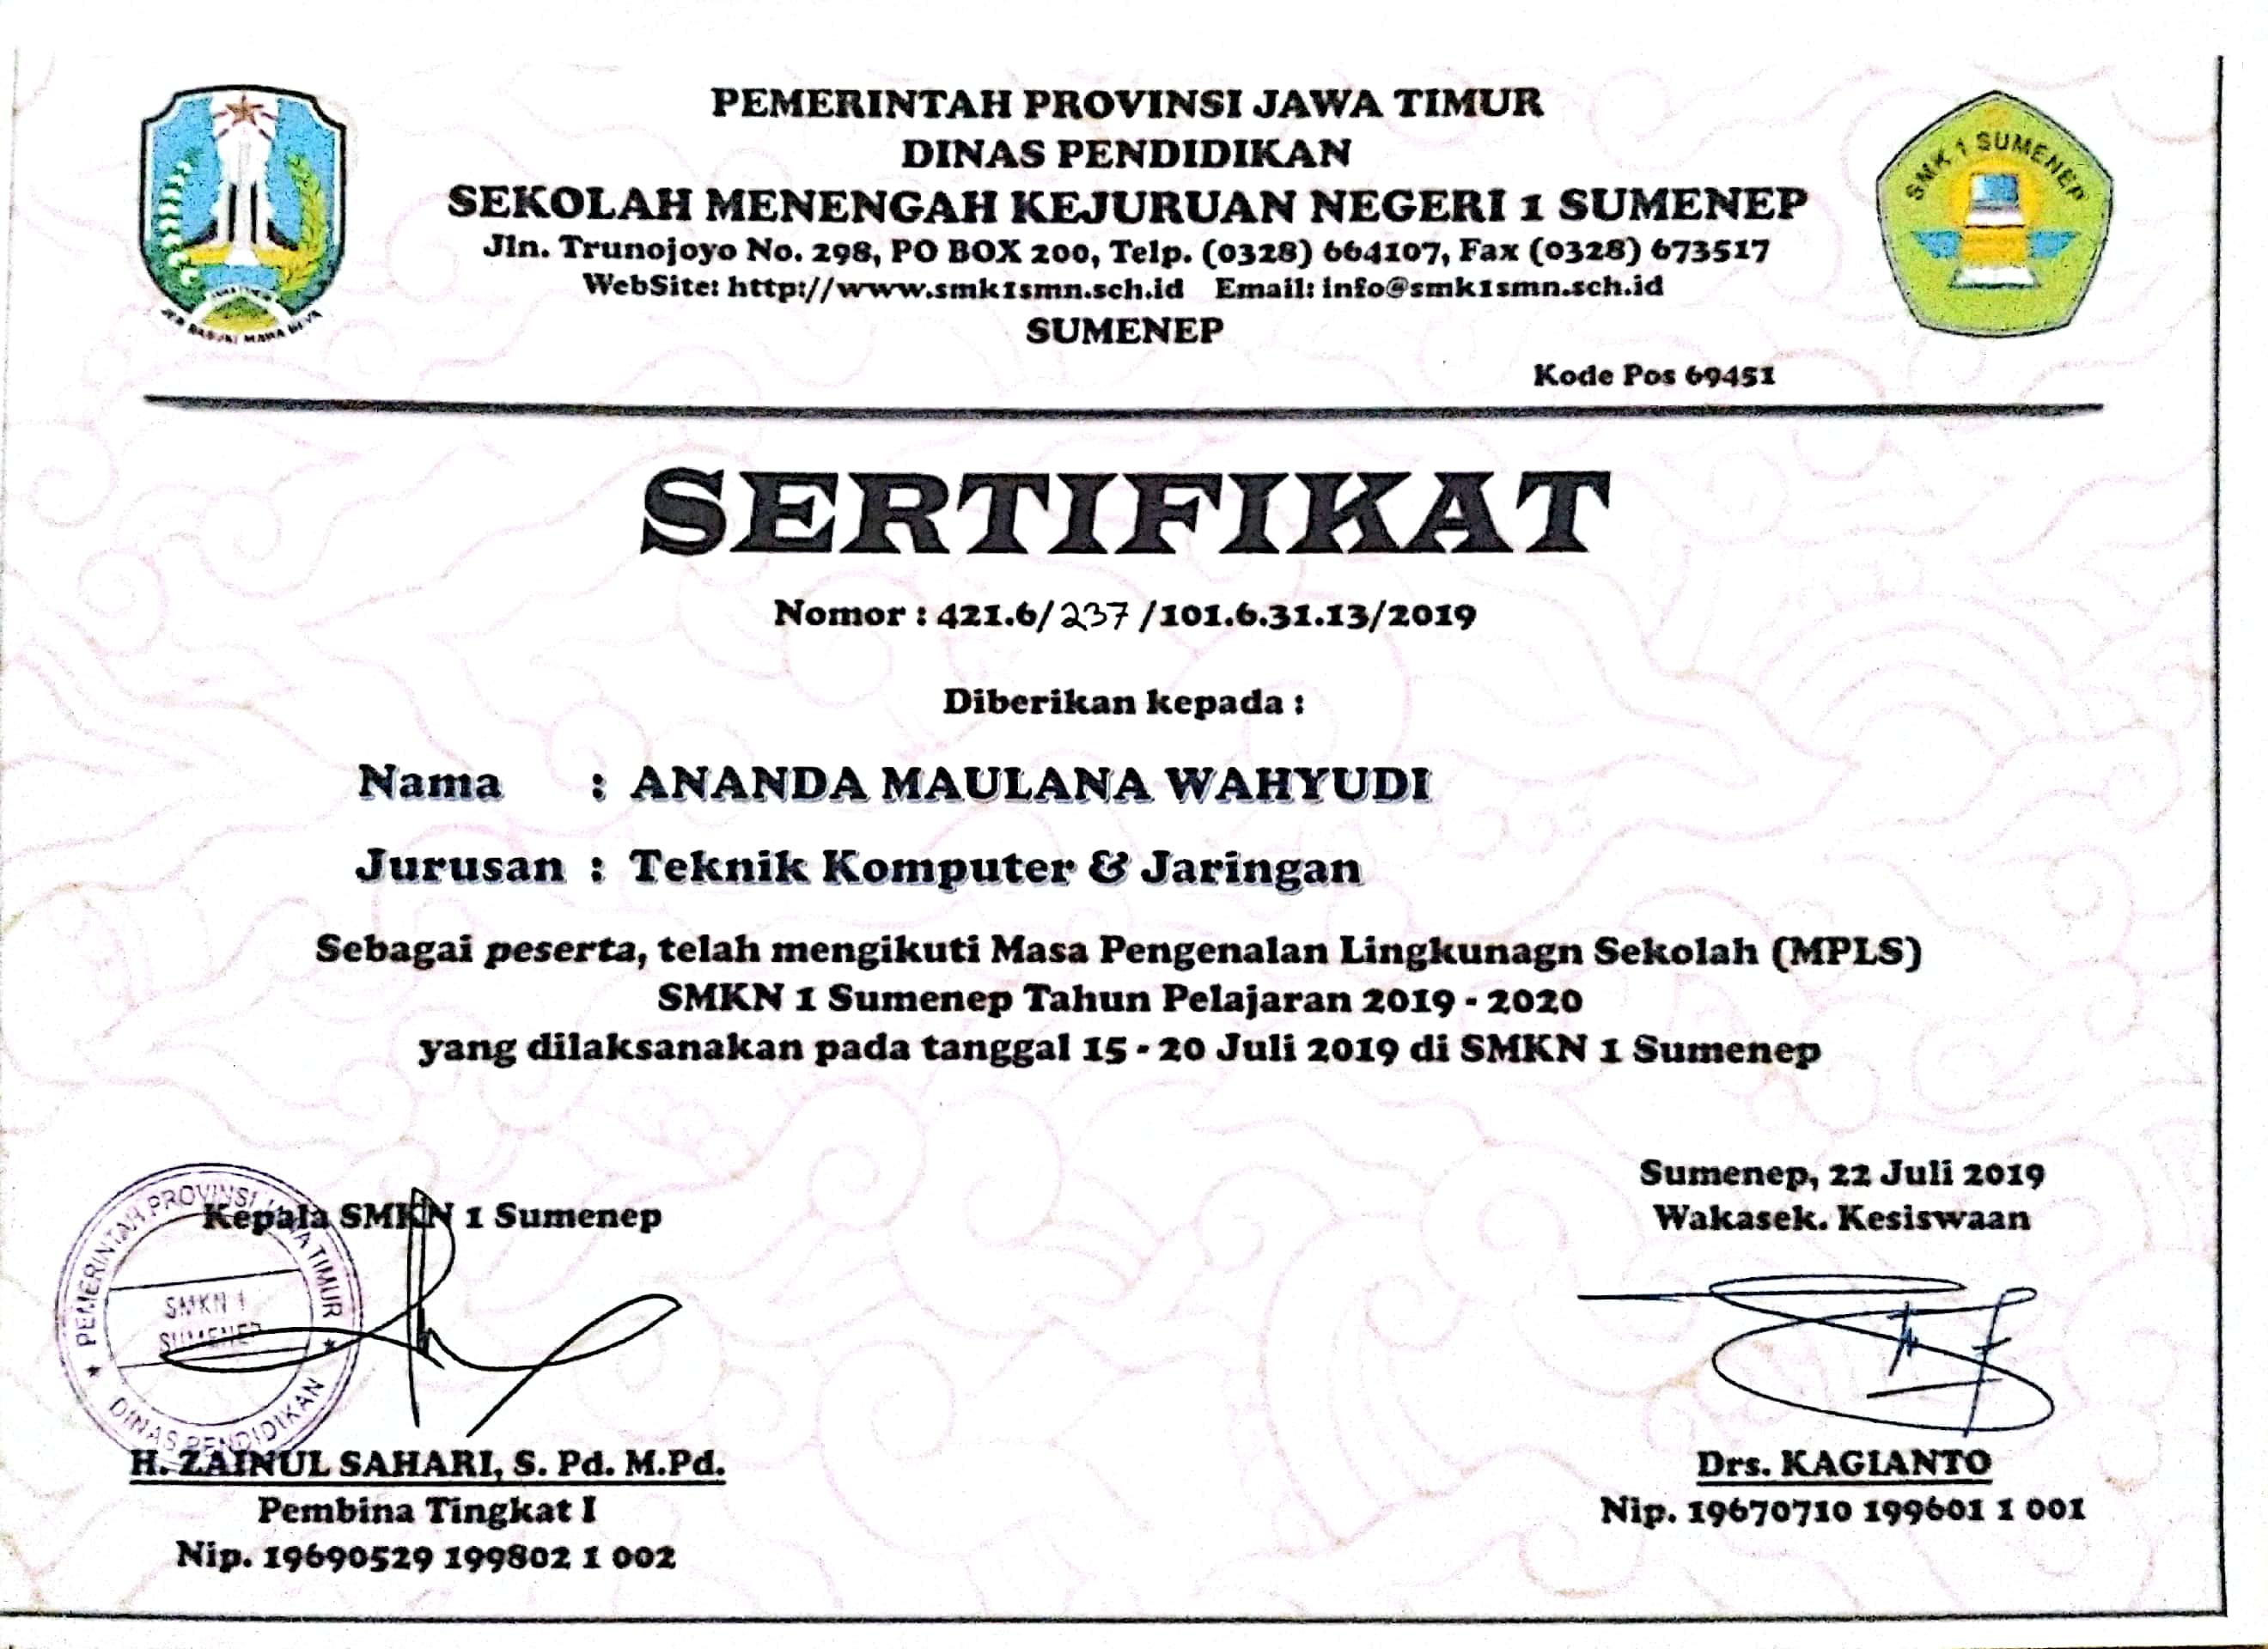 PEMERINTAH PROVINSI JAWA TIMUR
DINAS PENDIDIKAN
SEKOLAH MENENGAH KEJURUAN NEGERI 1 SUMENEP
Jln. Trunojoyo No. 298, PO BOX 200, Telp. (0328) 664107, Fax (0328) 673517
WebSite: http://www.smk1smn.sch.id Email: info@smk1smn.sch.id
SUMENEP
Kode Pos 69451
SMK 1 SUMENEP
SERTIFIKAT
Nomor : 421.6/237/101.6.31.13/2019
Diberikan kepada :
Nama : ANANDA MAULANA WAHYUDI
Jurusan : Teknik Komputer & Jaringan
Sebagai peserta, telah mengikuti Masa Pengenalan Lingkunagn Sekolah (MPLS)
SMKN 1 Sumenep Tahun Pelajaran 2019 - 2020
yang dilaksanakan pada tanggal 15 - 20 Juli 2019 di SMKN 1 Sumenep
Kepala SMKN 1 Sumenep
PEMERINTAH PROVINSI JAWA TIMUR
SMKN 1
SUMENEP
DINAS PENDIDIKAN
H. ZAINUL SAHARI, S. Pd. M.Pd.
Pembina Tingkat I
Nip. 19690529 199802 1 002
Sumenep, 22 Juli 2019
Wakasek. Kesiswaan
Drs. KAGIANTO
Nip. 19670710 199601 1 001